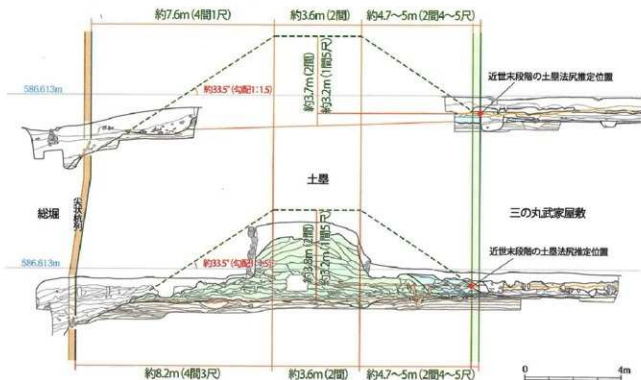 約7.6m(4間1尺)
約3.6m(2間)
約4.7~5m(2間4~5尺)
近世末段階の土塁法尻推定位置
586.613m
約33.5°(勾配1:1.5)
約3.7m(2間)
約3.2m(1間5尺)
総堀
尖状杭列
土塁
三の丸武家屋敷
近世末段階の土塁法尻推定位置
586.613m
約33.5°(勾配1:1.5)
約3.2m(1間5尺)
約8.2m(4間3尺)
約3.6m(2間)
約4.7~5m(2間4~5尺)
0
4m